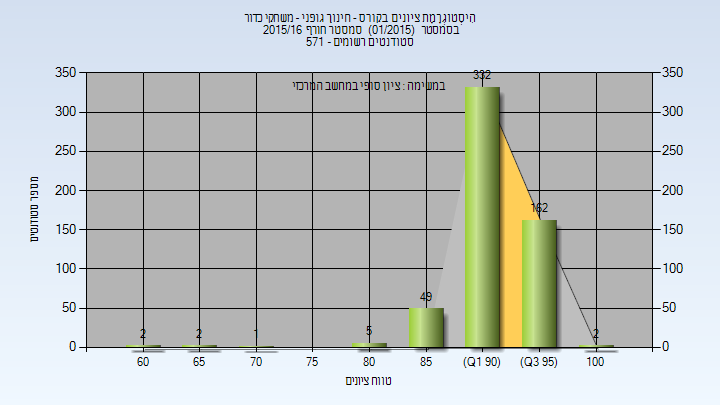 היסטוגרמת ציונים בקורס - חינוך גופני - משחקי כדור
בסמסטר (01/2015) סמסטר חורף 2015/16
סטודנטים רשומים - 571
במשימה : ציון סופי במחשב המרכזי
350 350
300 300
250 250
200 200
150 150
100 100
50 50
0 0
מספר סטודנטים
2 2 1 5 49 332 162 2
60 65 70 75 80 85 (Q1 90) (Q3 95) 100
טווח ציונים